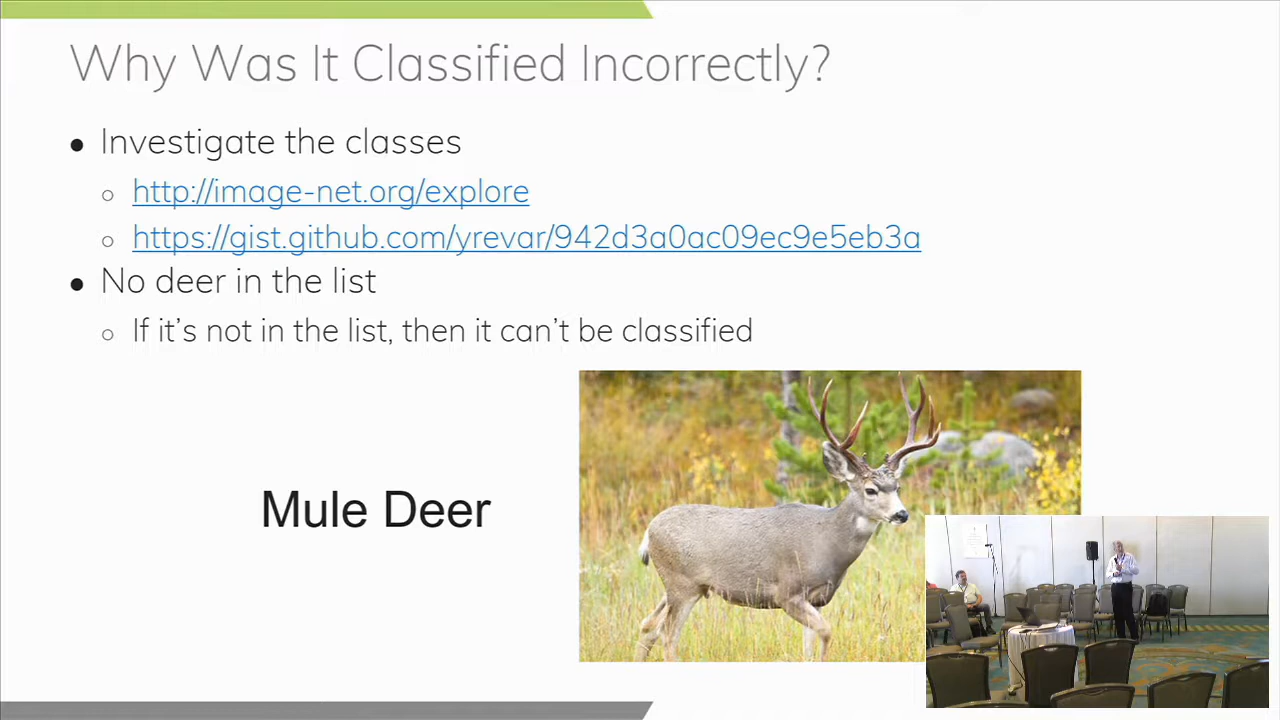 Why Was It Classified Incorrectly?
● Investigate the classes
○ http://image-net.org/explore
○ https://gist.github.com/yrevar/942d3a0ac09ec9e5eb3a
● No deer in the list
○ If it's not in the list, then it can't be classified
Mule Deer